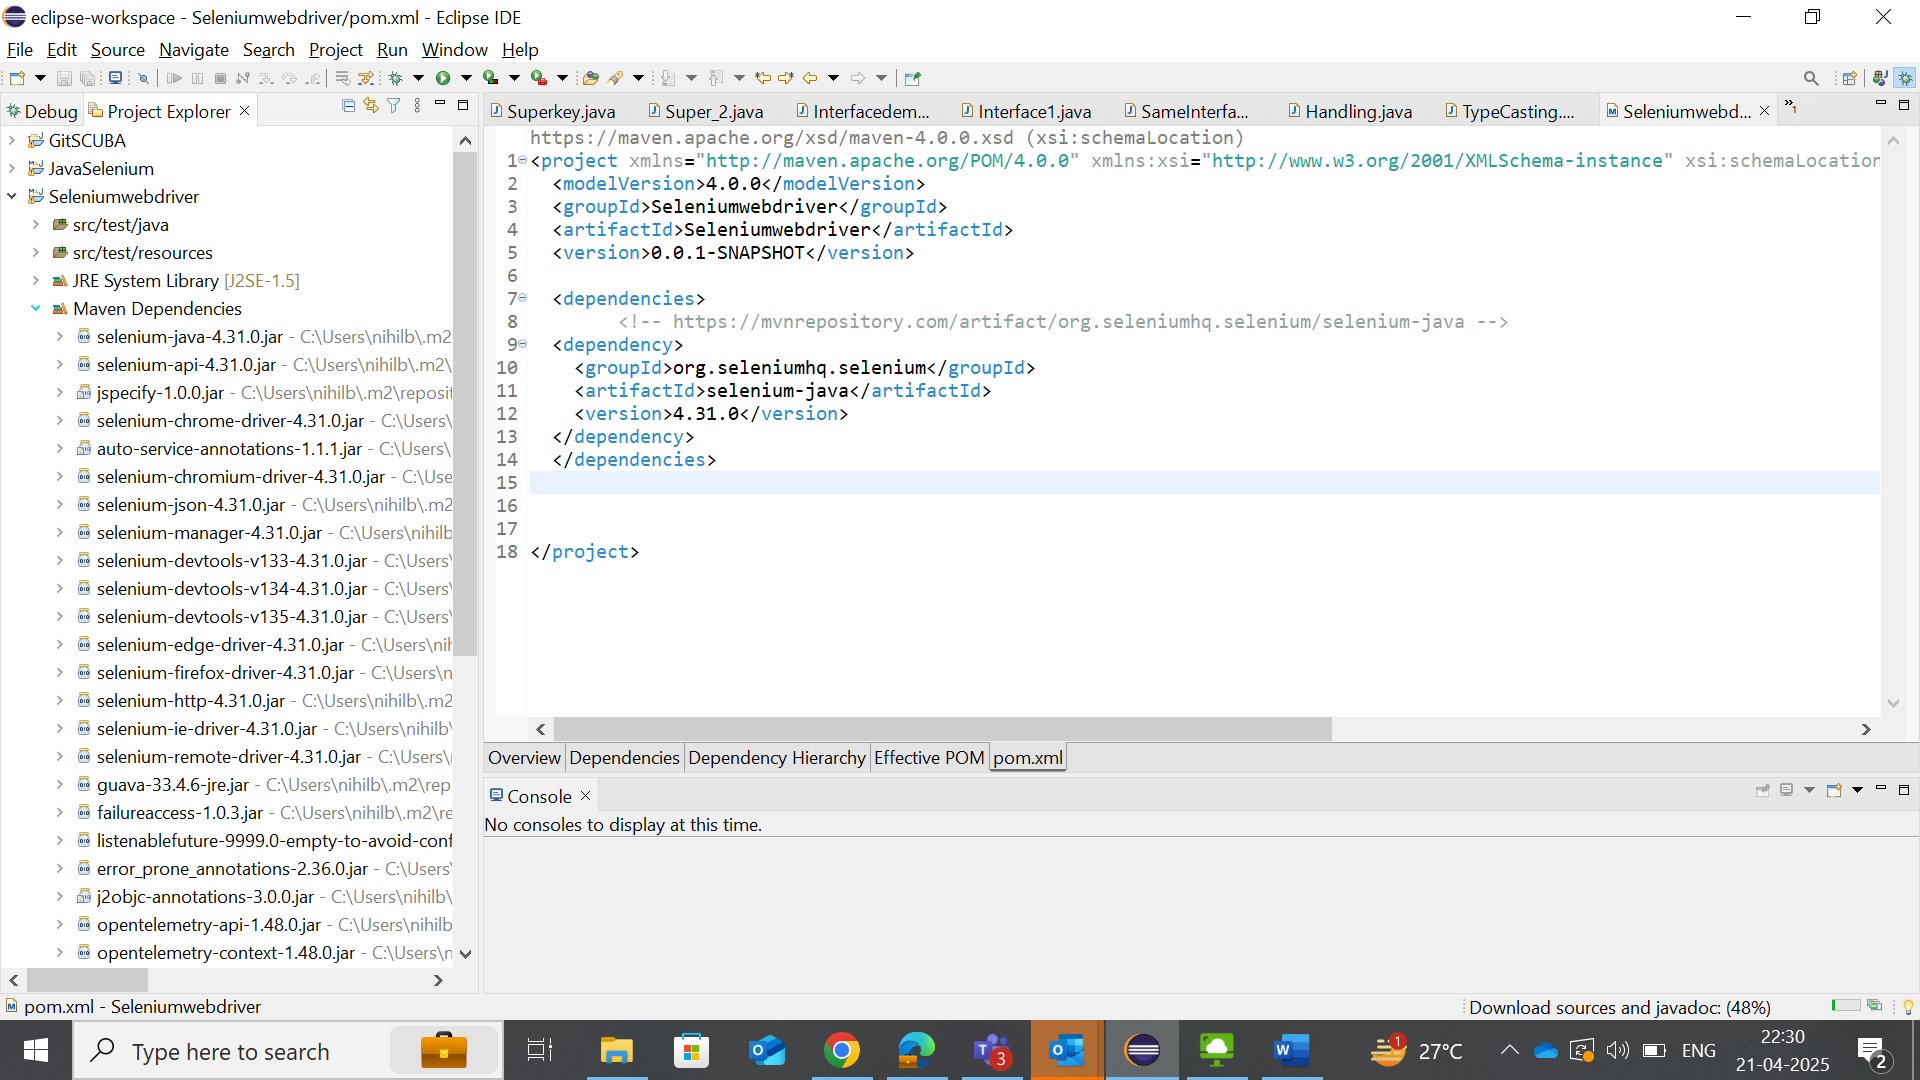 eclipse-workspace - Seleniumwebdriver/pom.xml - Eclipse IDE
File Edit Source Navigate Search Project Run Window Help
Debug Project Explorer
GitSCUBA
JavaSelenium
Seleniumwebdriver
src/test/java
src/test/resources
JRE System Library [J2SE-1.5]
Maven Dependencies
selenium-java-4.31.0.jar - C:\Users\nihilb\.m2
selenium-api-4.31.0.jar - C:\Users\nihilb\.m2\
jspecify-1.0.0.jar - C:\Users\nihilb\.m2\reposit
selenium-chrome-driver-4.31.0.jar - C:\Use
auto-service-annotations-1.1.1.jar - C:\Users\
selenium-chromium-driver-4.31.0.jar - C:\Use
selenium-json-4.31.0.jar - C:\Users\nihilb\.m2
selenium-manager-4.31.0.jar - C:\Users\nihilb
selenium-devtools-v133-4.31.0.jar - C:\Users\
selenium-devtools-v134-4.31.0.jar - C:\Users\
selenium-devtools-v135-4.31.0.jar - C:\Users\
selenium-edge-driver-4.31.0.jar - C:\Users\nih
selenium-firefox-driver-4.31.0.jar - C:\Users\n
selenium-http-4.31.0.jar - C:\Users\nihilb\.m2
selenium-ie-driver-4.31.0.jar - C:\Users\nihilb\
selenium-remote-driver-4.31.0.jar - C:\Users\
guava-33.4.6-jre.jar - C:\Users\nihilb\.m2\rep
failureaccess-1.0.3.jar - C:\Users\nihilb\.m2\re
listenablefuture-9999.0-empty-to-avoid-conf
error_prone_annotations-2.36.0.jar - C:\Users\
j2objc-annotations-3.0.0.jar - C:\Users\nihilb\
opentelemetry-api-1.48.0.jar - C:\Users\nihilb
opentelemetry-context-1.48.0.jar - C:\Users\n
Superkey.java Super_2.java Interfacedem... Interface1.java SameInterfa... Handling.java TypeCasting.... Seleniumwebd... »1
https://maven.apache.org/xsd/maven-4.0.0.xsd (xsi:schemaLocation)
1 <project xmlns="http://maven.apache.org/POM/4.0.0" xmlns:xsi="http://www.w3.org/2001/XMLSchema-instance" xsi:schemaLocation
2 <modelVersion>4.0.0</modelVersion>
3 <groupId>Seleniumwebdriver</groupId>
4 <artifactId>Seleniumwebdriver</artifactId>
5 <version>0.0.1-SNAPSHOT</version>
6
7 <dependencies>
8 <!-- https://mvnrepository.com/artifact/org.seleniumhq.selenium/selenium-java -->
9 <dependency>
10 <groupId>org.seleniumhq.selenium</groupId>
11 <artifactId>selenium-java</artifactId>
12 <version>4.31.0</version>
13 </dependency>
14 </dependencies>
15
16
17
18 </project>
Overview Dependencies Dependency Hierarchy Effective POM pom.xml
Console
No consoles to display at this time.
pom.xml - Seleniumwebdriver
Download sources and javadoc: (48%)
Type here to search
3
1
27°C
ENG
22:30
21-04-2025
2